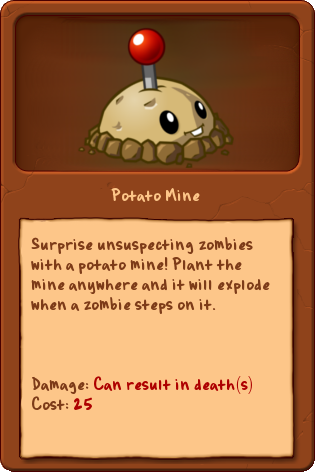 Potato Mine
Surprise unsuspecting zombies
with a potato mine! Plant the
mine anywhere and it will explode
when a zombie steps on it.
Damage: Can result in death(s)
Cost: 25